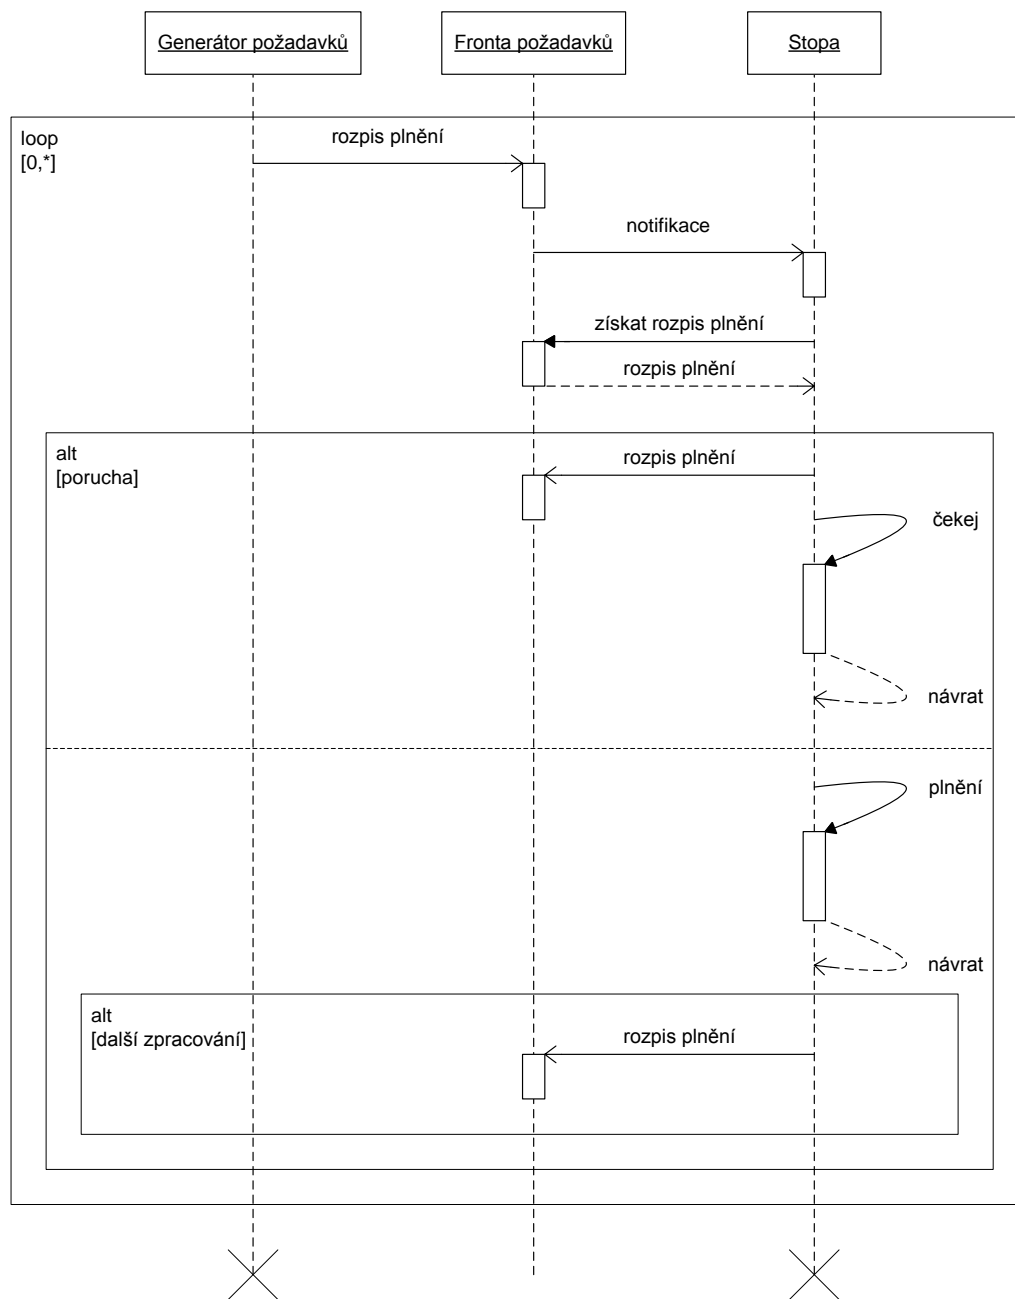 Generátor požadavků
Fronta požadavků
Stopa
loop
[0,*]
rozpis plnění
notifikace
získat rozpis plnění
rozpis plnění
alt
[porucha]
rozpis plnění
čekej
návrat
plnění
návrat
alt
[další zpracování]
rozpis plnění